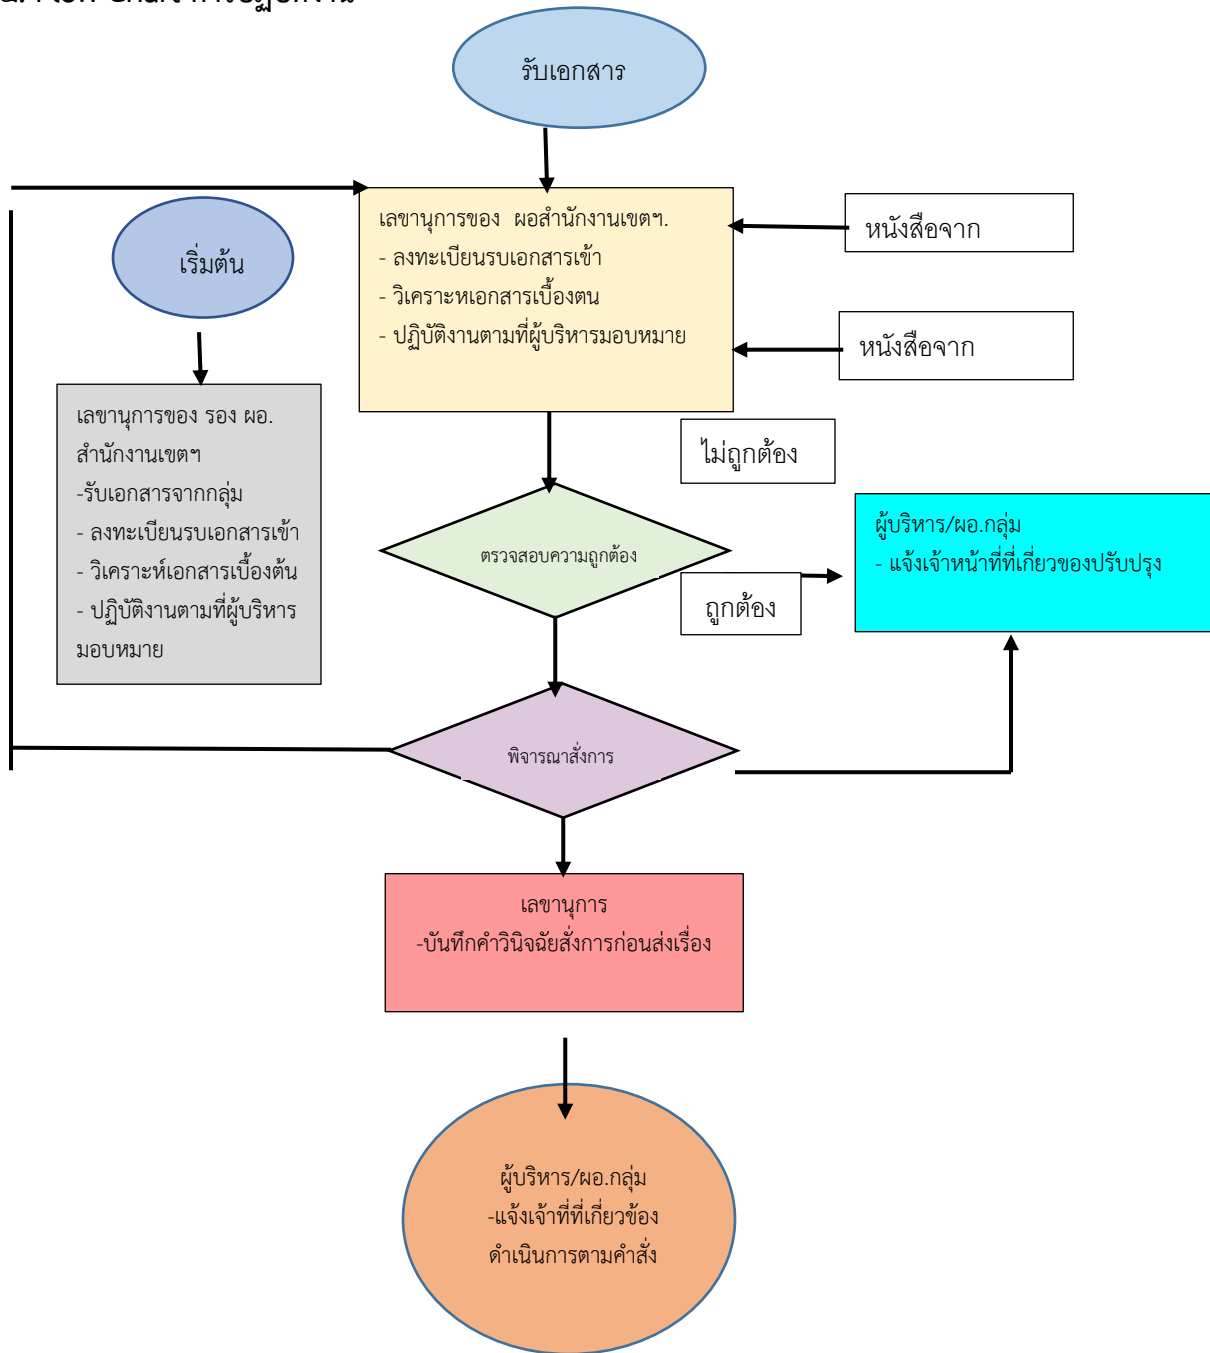 Flow Chart การปฏิบัติงาน
รับเอกสาร
เลขานุการของ ผอสำนักงานเขตฯ.
- ลงทะเบียนรบเอกสารเข้า
- วิเคราะหเอกสารเบื้องตน
- ปฏิบัติงานตามที่ผู้บริหารมอบหมาย
หนังสือจาก
หนังสือจาก
เริ่มต้น
เลขานุการของ รอง ผอ.
สำนักงานเขตฯ
-รับเอกสารจากกลุ่ม
- ลงทะเบียนรบเอกสารเข้า
- วิเคราะห์เอกสารเบื้องต้น
- ปฏิบัติงานตามที่ผู้บริหาร
มอบหมาย
ไม่ถูกต้อง
ตรวจสอบความถูกต้อง
ถูกต้อง
ผู้บริหาร/ผอ.กลุ่ม
- แจ้งเจ้าหน้าที่ที่เกี่ยวของปรับปรุง
พิจารณาสั่งการ
เลขานุการ
-บันทึกคำวินิจฉัยสั่งการก่อนส่งเรื่อง
ผู้บริหาร/ผอ.กลุ่ม
-แจ้งเจ้าที่ที่เกี่ยวข้อง
ดำเนินการตามคำสั่ง